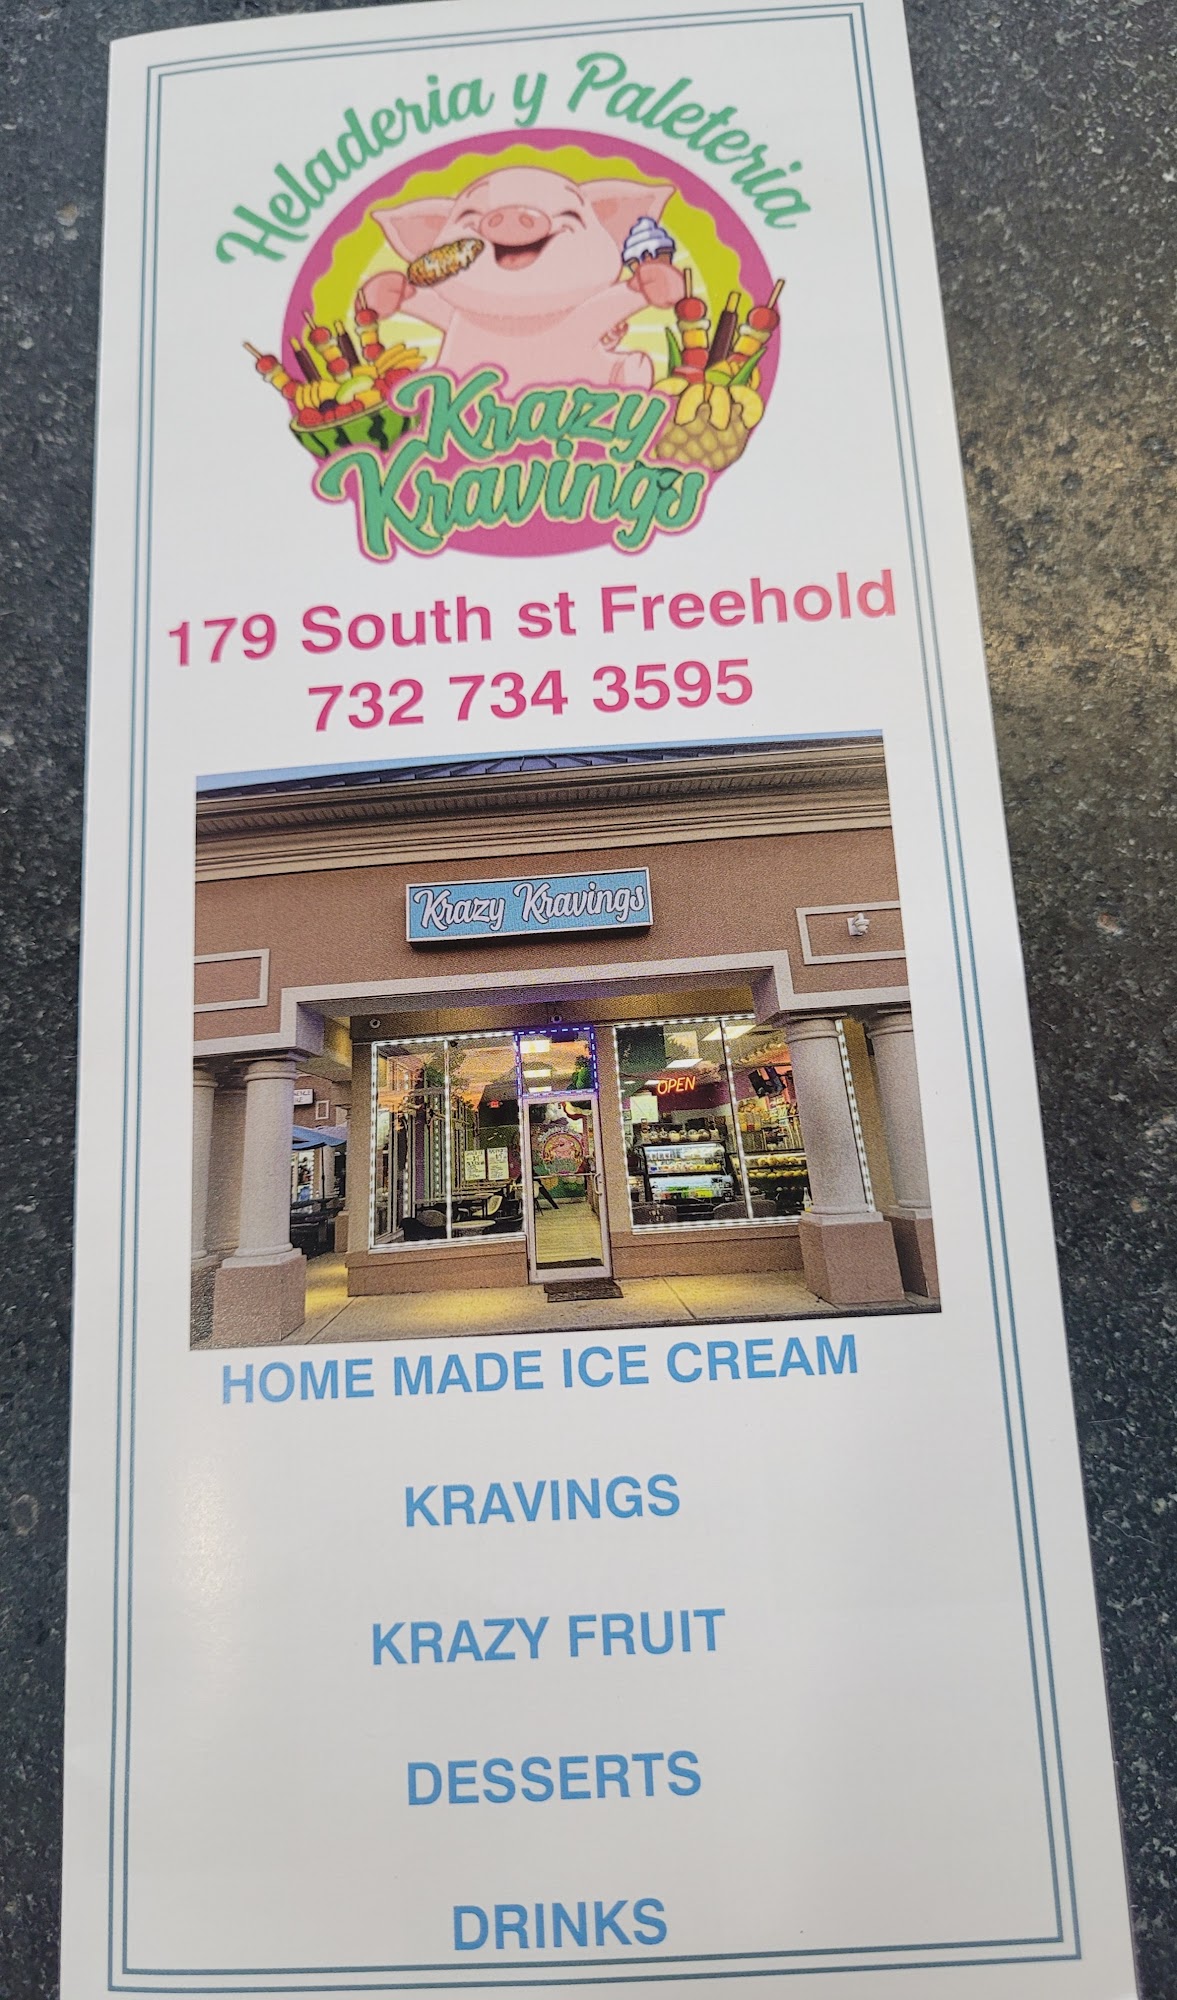 Heladeria y Paleteria
Krazy
Kravings
179 South st Freehold
732 734 3595
Krazy Kravings
OPEN
HOME MADE ICE CREAM
KRAVINGS
KRAZY FRUIT
DESSERTS
DRINKS